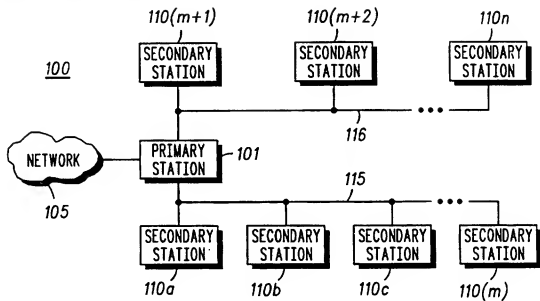 110(m+1) 110(m+2) 110n
SECONDARY STATION SECONDARY STATION SECONDARY STATION
100
116
NETWORK PRIMARY STATION 101
105
115
SECONDARY STATION SECONDARY STATION SECONDARY STATION SECONDARY STATION
110a 110b 110c 110(m)